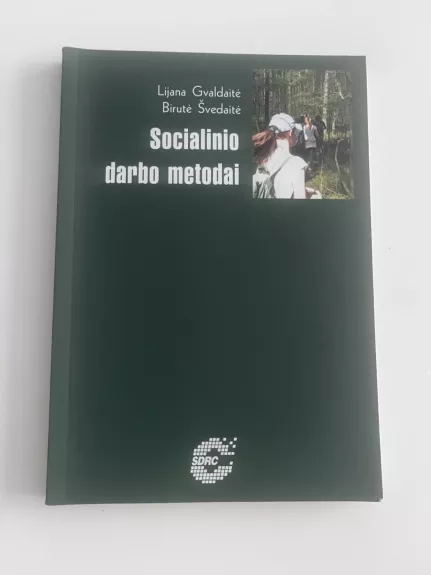 Lijana Gvaldaitė
Birutė Švedaitė
Socialinio
darbo metodai
SDRC